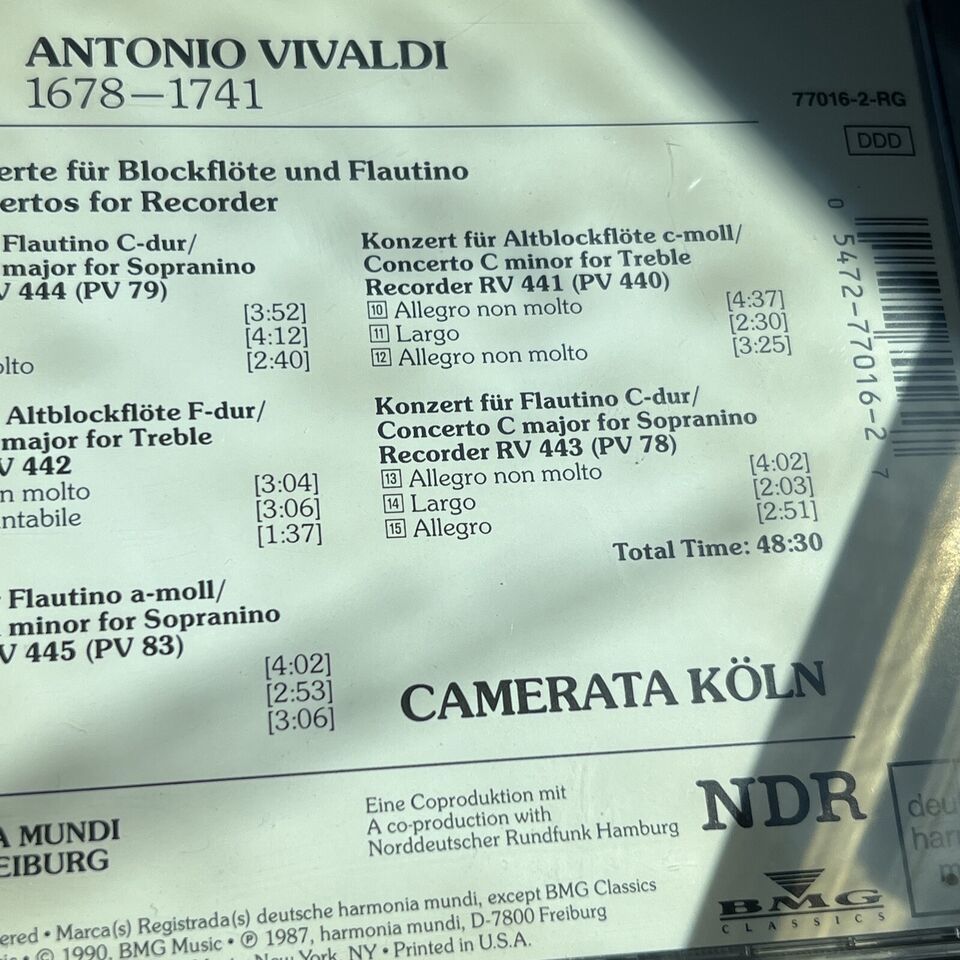 ANTONIO VIVALDI
1678–1741
77016-2-RG
DDD
erte für Blockflöte und Flautino
ertos for Recorder
Flautino C-dur/
major for Sopranino
V 444 (PV 79)
[3:52]
[4:12]
olto [2:40]
Altblockflöte F-dur/
major for Treble
V 442
n molto [3:04]
ntabile [3:06]
[1:37]
Flautino a-moll/
minor for Sopranino
V 445 (PV 83)
[4:02]
[2:53]
[3:06]
Konzert für Altblockflöte c-moll/
Concerto C minor for Treble
Recorder RV 441 (PV 440)
10 Allegro non molto [4:37]
11 Largo [2:30]
12 Allegro non molto [3:25]
Konzert für Flautino C-dur/
Concerto C major for Sopranino
Recorder RV 443 (PV 78)
13 Allegro non molto [4:02]
14 Largo [2:03]
15 Allegro [2:51]
Total Time: 48:30
0 5472-77016-2 7
CAMERATA KÖLN
A MUNDI
EIBURG
Eine Coproduktion mit
A co-production with
Norddeutscher Rundfunk Hamburg
NDR
deu
har
m
BMG
CLASSICS
ered • Marca(s) Registrada(s) deutsche harmonia mundi, except BMG Classics
• © 1990, BMG Music • ℗ 1987, harmonia mundi, D-7800 Freiburg
New York, NY • Printed in U.S.A.